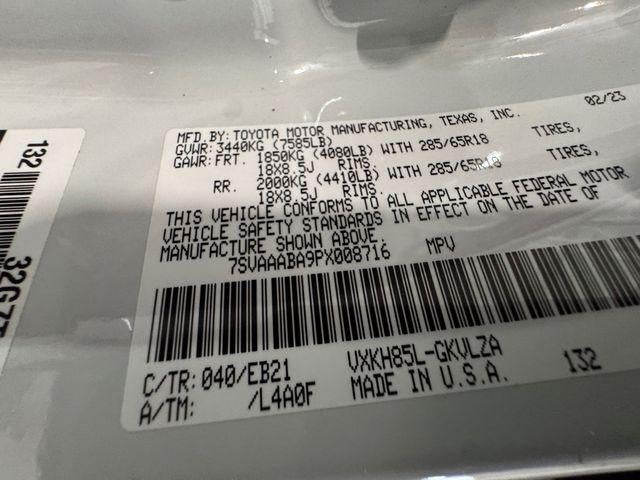 MFD.BY:TOYOTA MOTOR MANUFACTURING, TEXAS, INC. 02/23
GVWR:3440KG (7585LB)
GAWR:FRT. 1850KG (4080LB) WITH 285/65R18 TIRES,
18X8.5J RIMS.
RR. 2000KG (4410LB) WITH 285/65R18 TIRES,
18X8.5J RIMS.
THIS VEHICLE CONFORMS TO ALL APPLICABLE FEDERAL MOTOR
VEHICLE SAFETY STANDARDS IN EFFECT ON THE DATE OF
MANUFACTURE SHOWN ABOVE.
7SVAAABA9PX008716 MPV
C/TR:040/EB21 VXKH85L-GKVLZA
A/TM: /L4A0F MADE IN U.S.A. 132
132